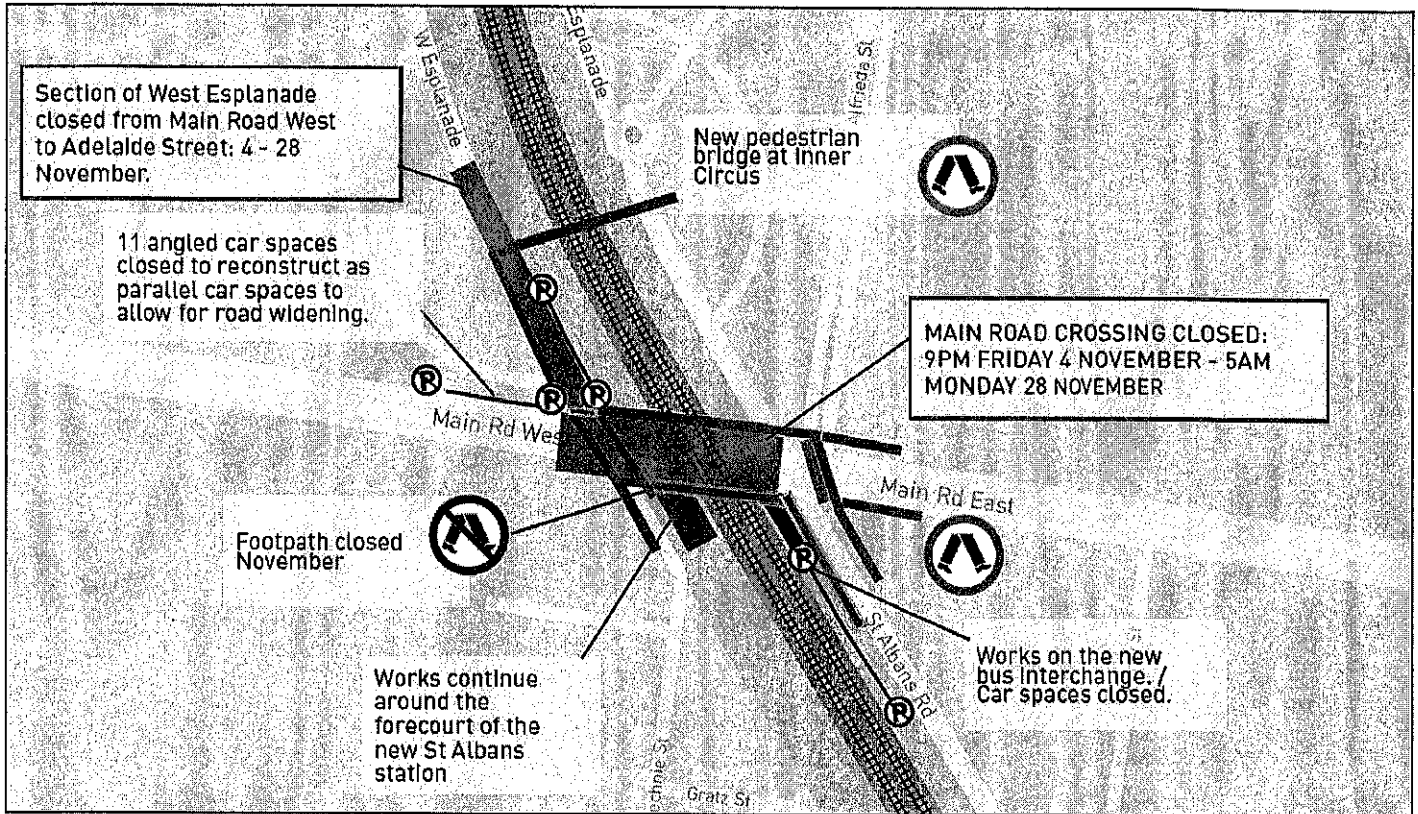 W Esplanade
Esplanade
Alfrieda St
Section of West Esplanade
closed from Main Road West
to Adelaide Street: 4 - 28
November.
New pedestrian
bridge at Inner
Circus
11 angled car spaces
closed to reconstruct as
parallel car spaces to
allow for road widening.
MAIN ROAD CROSSING CLOSED:
9PM FRIDAY 4 NOVEMBER - 5AM
MONDAY 28 NOVEMBER
P
P
P
P
Main Rd West
Main Rd East
Footpath closed
November
P
Works continue
around the
forecourt of the
new St Albans
station
St Albans Rd
Works on the new
bus interchange. /
Car spaces closed.
P
chnie St
Gratz St